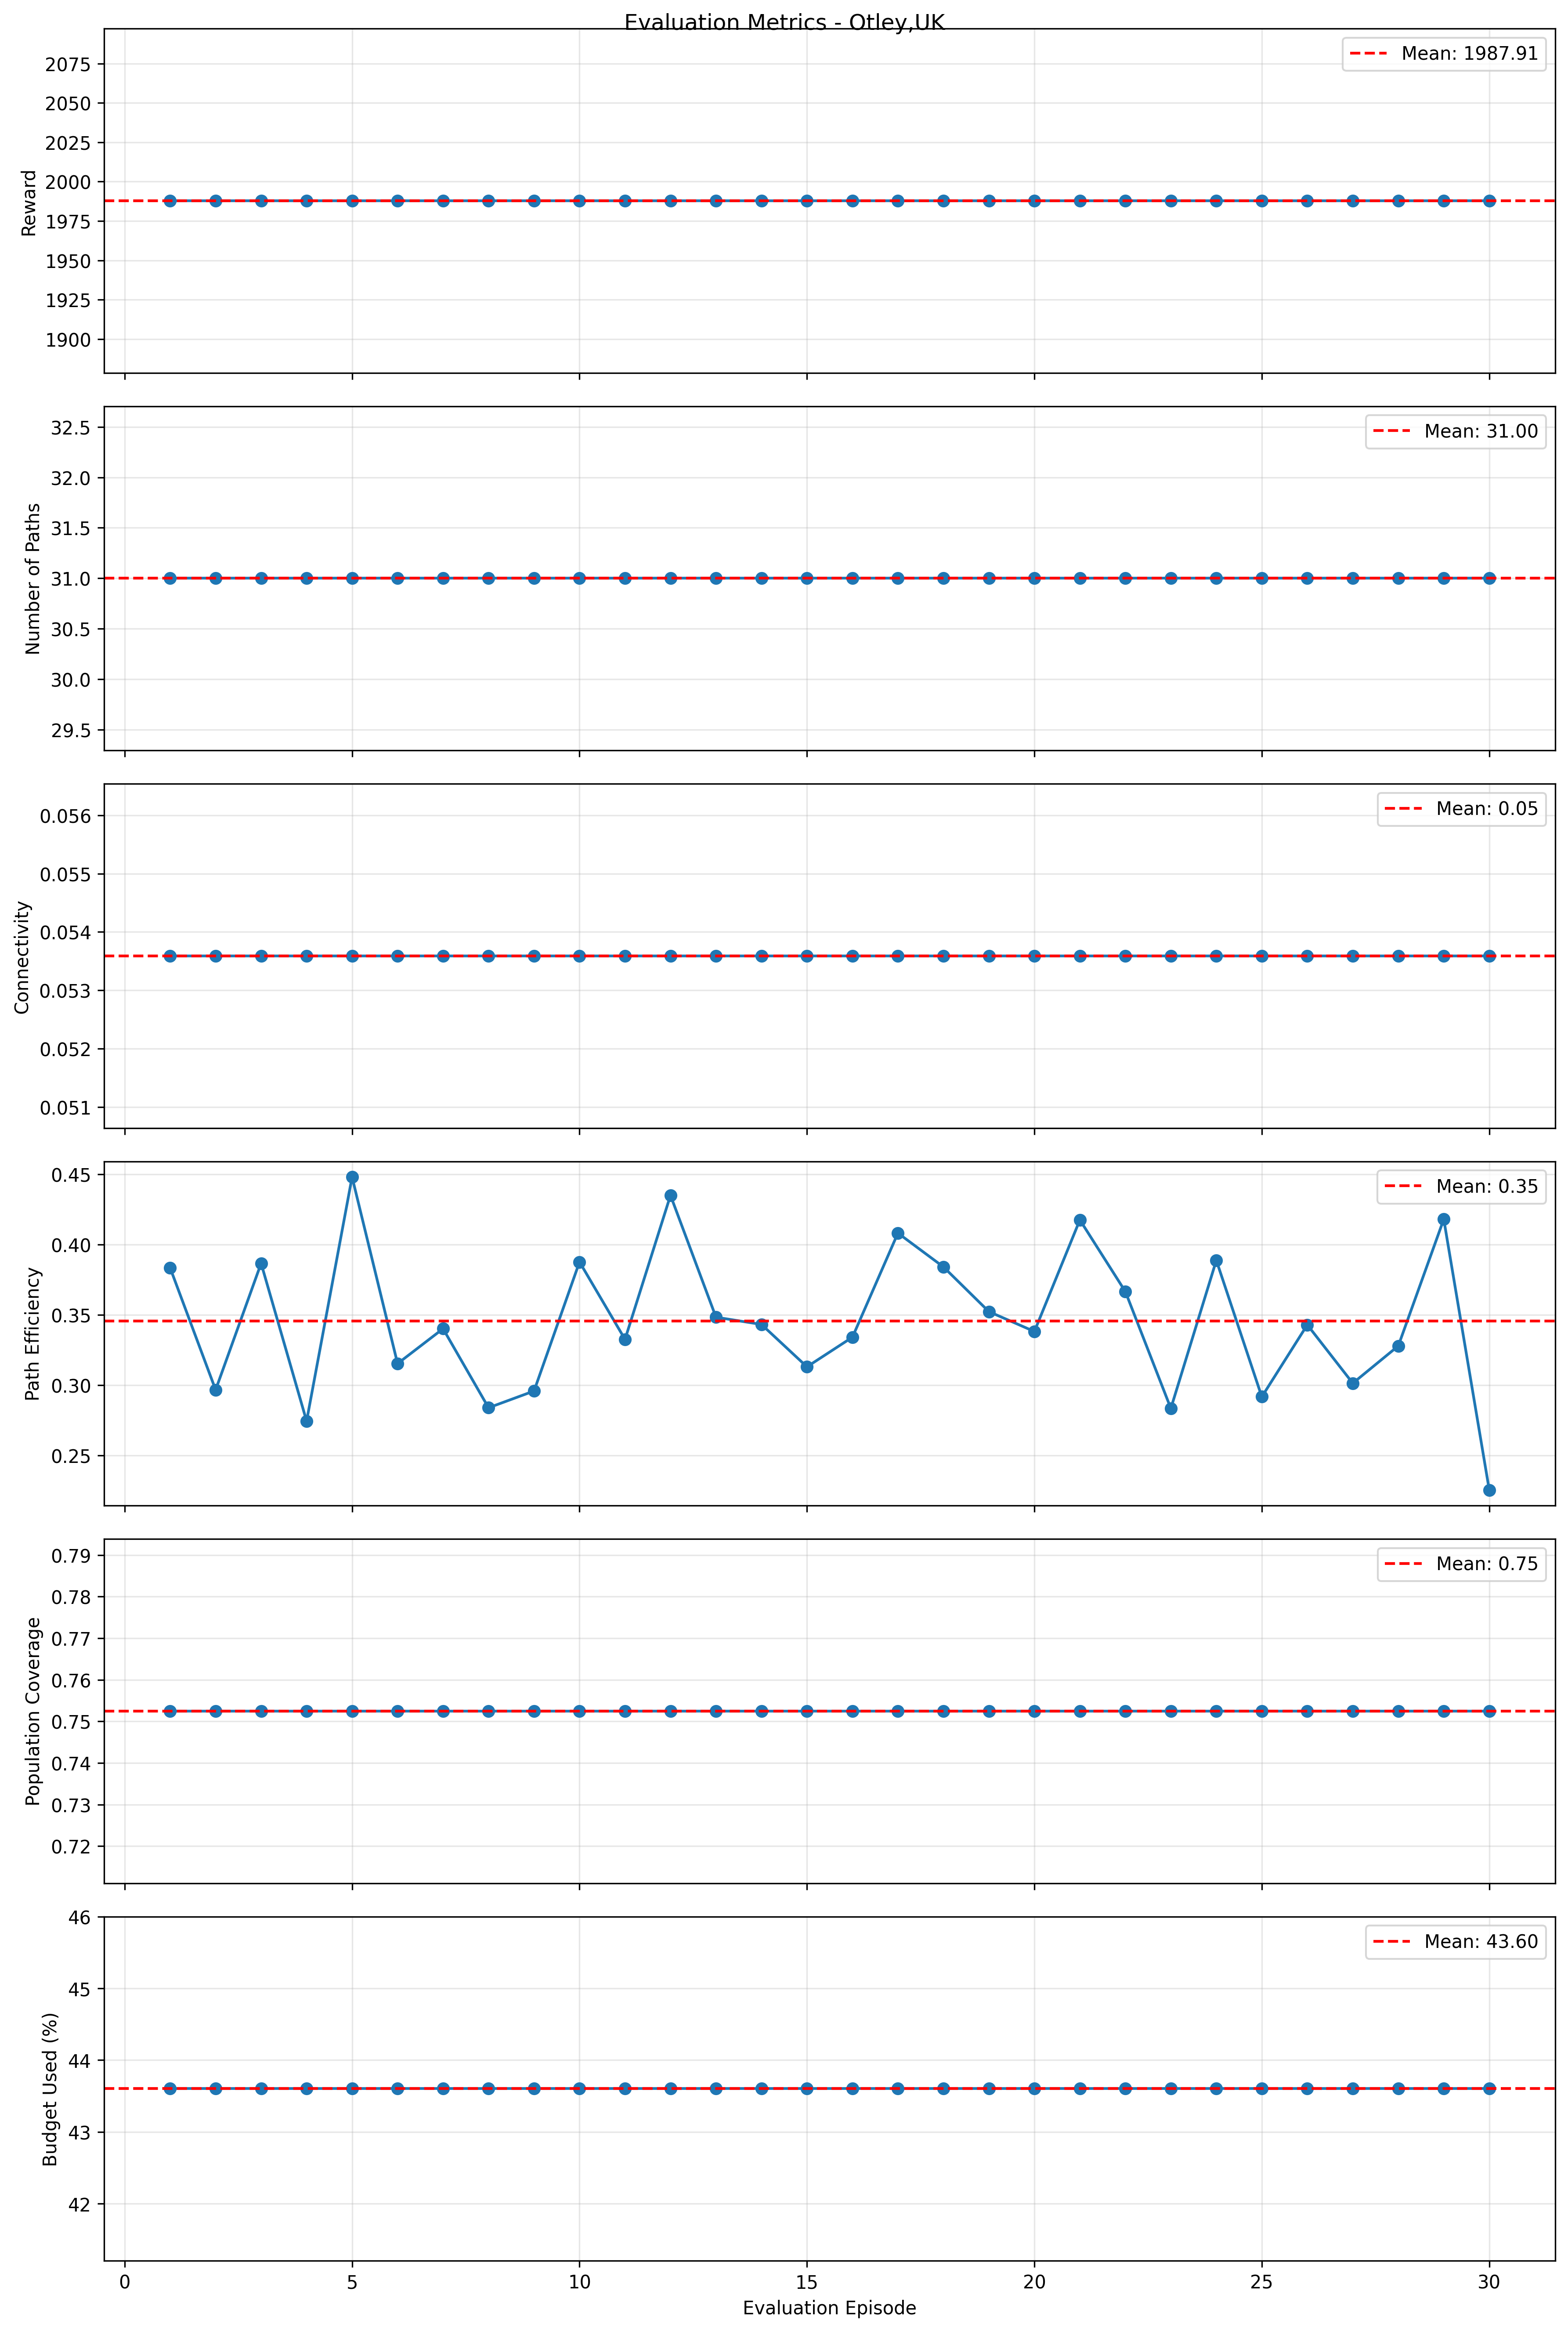 Evaluation Metrics - Otley,UK
Mean: 1987.91
2075
2050
2025
2000
1975
1950
1925
1900
Reward
Mean: 31.00
32.5
32.0
31.5
31.0
30.5
30.0
29.5
Number of Paths
Mean: 0.05
0.056
0.055
0.054
0.053
0.052
0.051
Connectivity
Mean: 0.35
0.45
0.40
0.35
0.30
0.25
Path Efficiency
Mean: 0.75
0.79
0.78
0.77
0.76
0.75
0.74
0.73
0.72
Population Coverage
Mean: 43.60
46
45
44
43
42
Budget Used (%)
0 5 10 15 20 25 30
Evaluation Episode